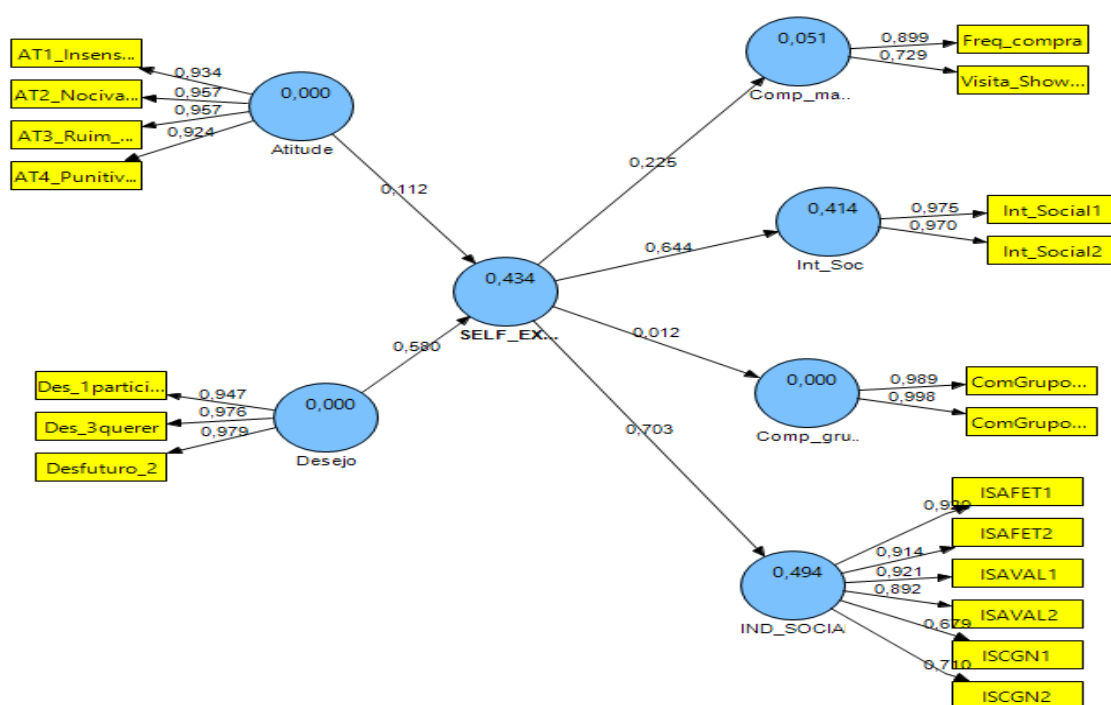 AT1_Insens...
AT2_Nociva...
AT3_Ruim_...
AT4_Punitiv...
0,934
0,957
0,957
0,924
0,000
Atitude
0,112
Des_1partici...
Des_3querer
Desfuturo_2
0,947
0,976
0,979
0,000
Desejo
0,580
0,434
SELF_EX...
0,225
0,644
0,012
0,703
0,051
Comp_ma..
0,899
0,729
Freq_compra
Visita_Show...
0,414
Int_Soc
0,975
0,970
Int_Social1
Int_Social2
0,000
Comp_gru..
0,989
0,998
ComGrupo...
ComGrupo...
0,494
IND_SOCIA
0,914
0,921
0,892
0,679
0,710
ISAFET1
ISAFET2
ISAVAL1
ISAVAL2
ISCGN1
ISCGN2